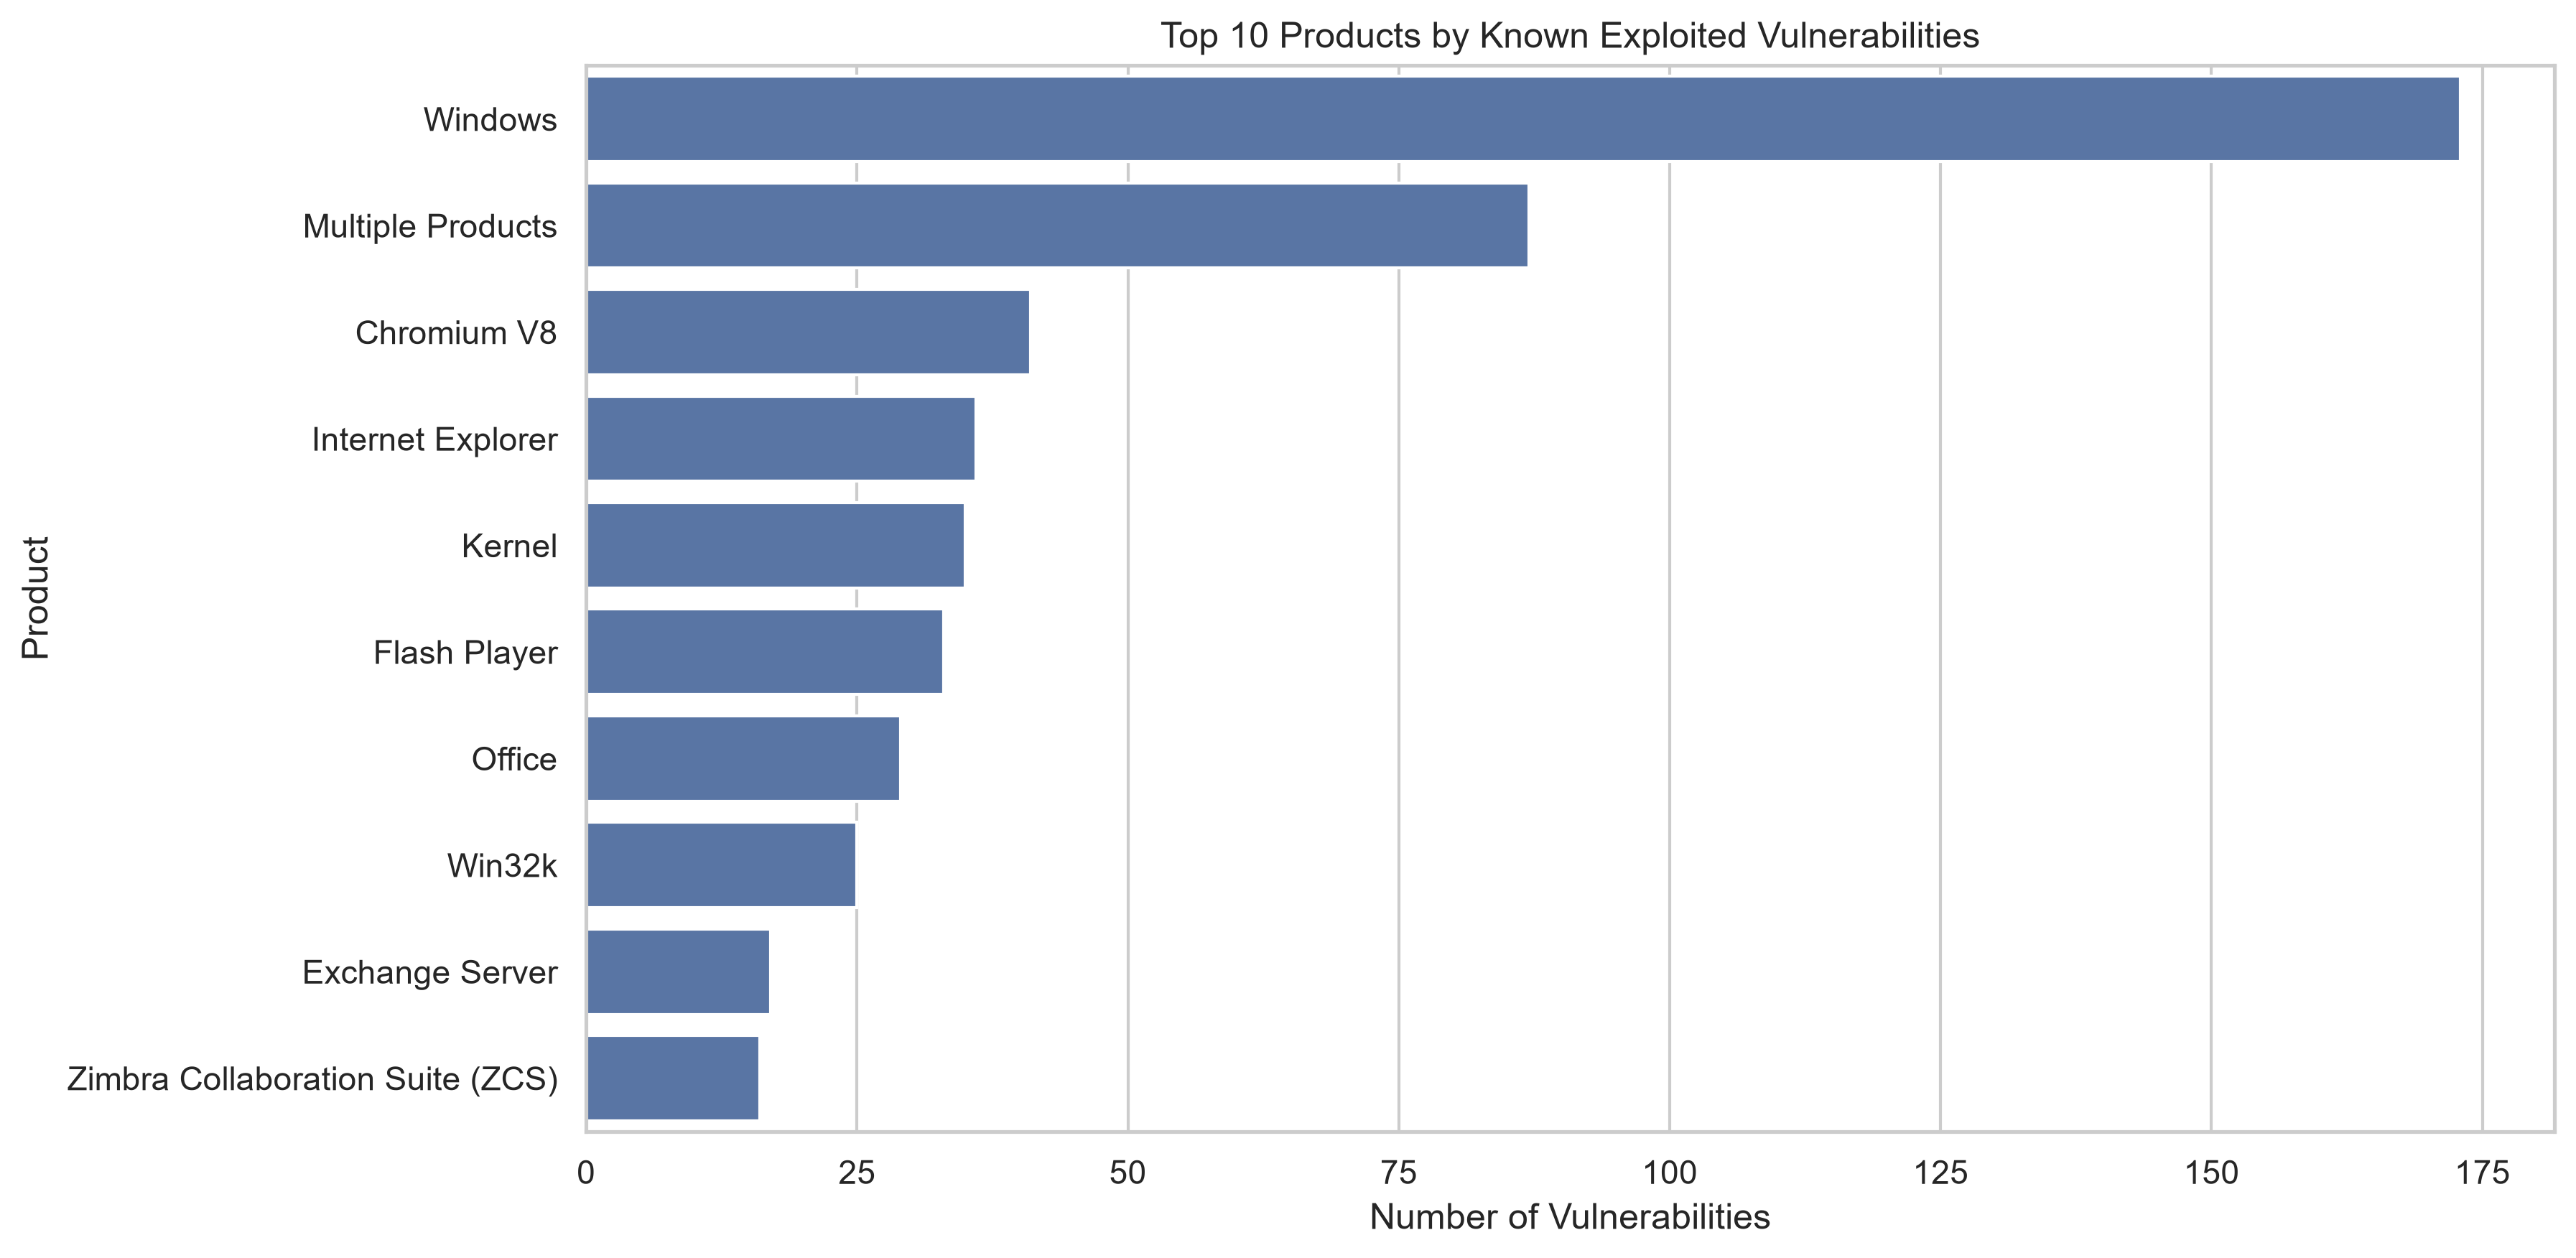 Top 10 Products by Known Exploited Vulnerabilities
Product
Windows
Multiple Products
Chromium V8
Internet Explorer
Kernel
Flash Player
Office
Win32k
Exchange Server
Zimbra Collaboration Suite (ZCS)
0 25 50 75 100 125 150 175
Number of Vulnerabilities